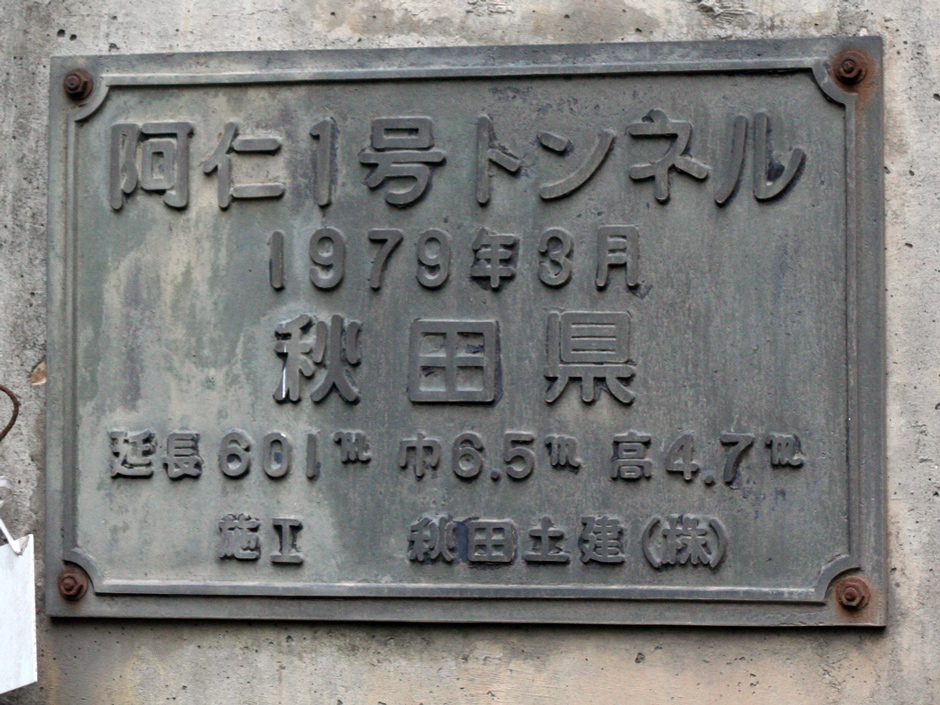 阿仁1号トンネル
1979年3月
秋田県
延長601m 巾6.5m 高4.7m
施工 秋田土建(株)